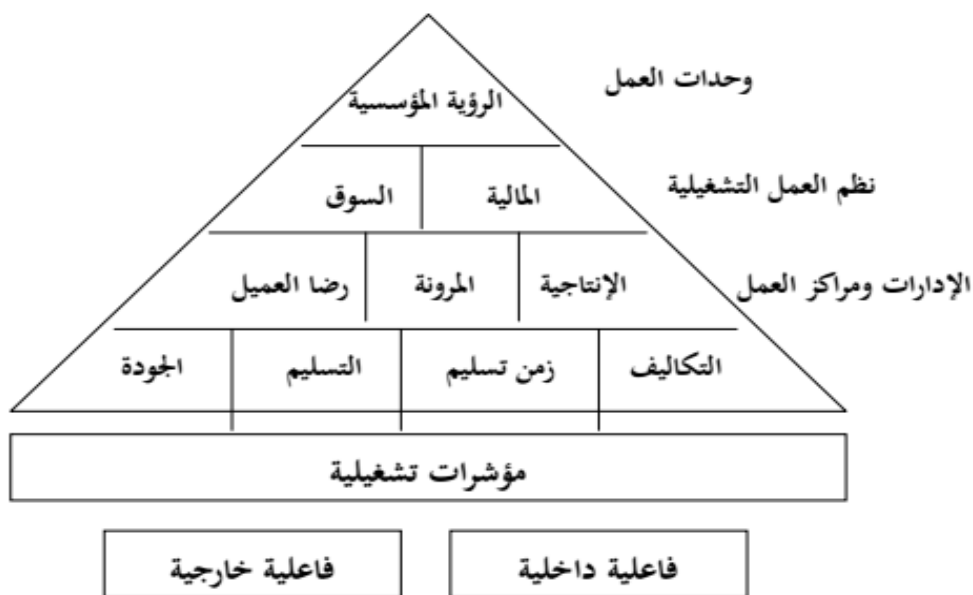 وحدات العمل
الرؤية المؤسسية
نظم العمل التشغيلية
المالية
السوق
الإدارات ومراكز العمل
الإنتاجية
المرونة
رضا العميل
التكاليف
زمن تسليم
التسليم
الجودة
مؤشرات تشغيلية
فاعلية داخلية
فاعلية خارجية